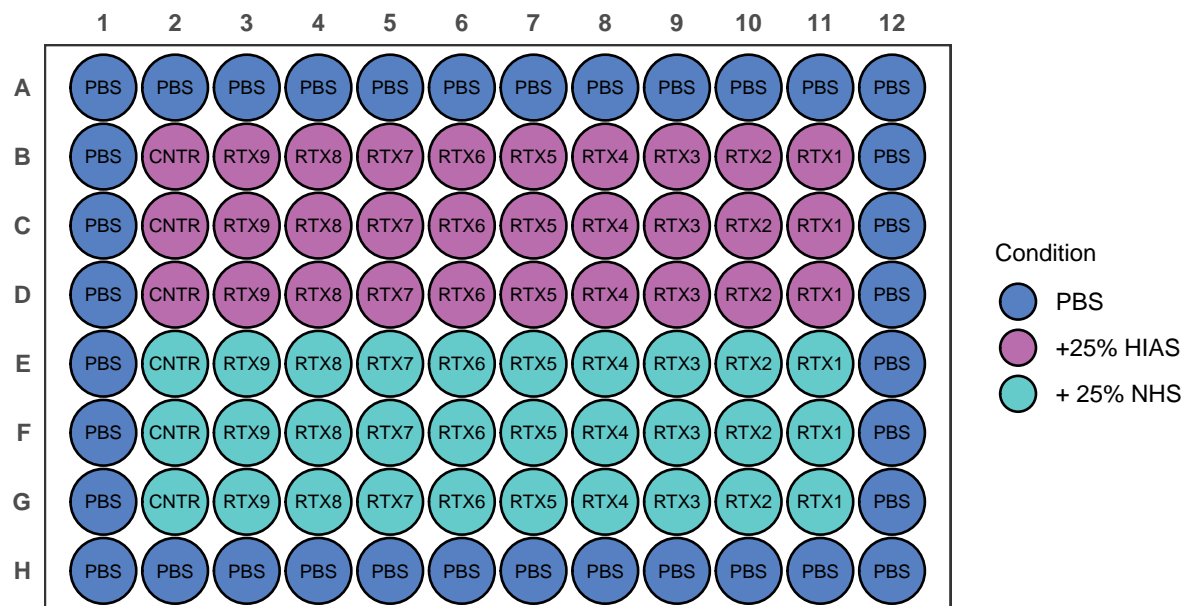 1 2 3 4 5 6 7 8 9 10 11 12
A PBS PBS PBS PBS PBS PBS PBS PBS PBS PBS PBS PBS
B PBS CNTR RTX9 RTX8 RTX7 RTX6 RTX5 RTX4 RTX3 RTX2 RTX1 PBS
C PBS CNTR RTX9 RTX8 RTX7 RTX6 RTX5 RTX4 RTX3 RTX2 RTX1 PBS
D PBS CNTR RTX9 RTX8 RTX7 RTX6 RTX5 RTX4 RTX3 RTX2 RTX1 PBS
E PBS CNTR RTX9 RTX8 RTX7 RTX6 RTX5 RTX4 RTX3 RTX2 RTX1 PBS
F PBS CNTR RTX9 RTX8 RTX7 RTX6 RTX5 RTX4 RTX3 RTX2 RTX1 PBS
G PBS CNTR RTX9 RTX8 RTX7 RTX6 RTX5 RTX4 RTX3 RTX2 RTX1 PBS
H PBS PBS PBS PBS PBS PBS PBS PBS PBS PBS PBS PBS
Condition
PBS
+25% HIAS
+ 25% NHS